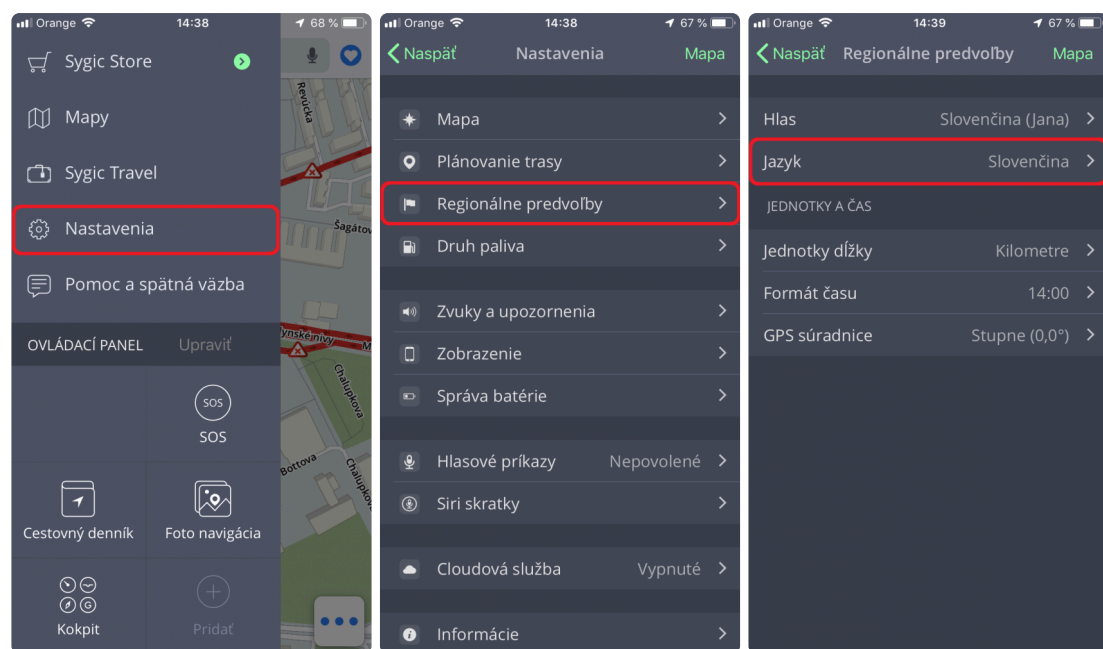 Orange 14:38 68 %
Sygic Store
Mapy
Sygic Travel
Nastavenia
Pomoc a spätná väzba
OVLÁDACÍ PANEL Upraviť
SOS
SOS
Cestovný denník Foto navigácia
G
Kokpit Pridať
Revúcka
Šagátov
ynské nivy M
Chalupkova
Bottova
Chalupkov
Orange 14:38 67 %
Naspäť Nastavenia Mapa
Mapa
Plánovanie trasy
Regionálne predvoľby
Druh paliva
Zvuky a upozornenia
Zobrazenie
Správa batérie
Hlasové príkazy Nepovolené
Siri skratky
Cloudová služba Vypnuté
Informácie
Orange 14:39 67 %
Naspäť Regionálne predvoľby Mapa
Hlas Slovenčina (Jana)
Jazyk Slovenčina
JEDNOTKY A ČAS
Jednotky dĺžky Kilometre
Formát času 14:00
GPS súradnice Stupne (0,0°)